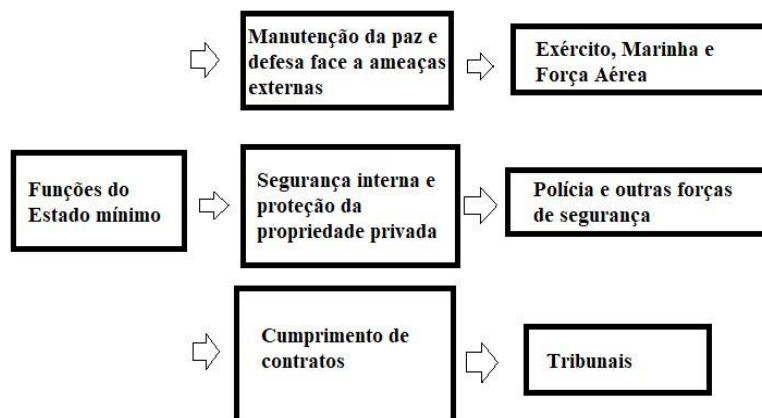 Manutenção da paz e
defesa face a ameaças
externas
Exército, Marinha e
Força Aérea
Funções do
Estado mínimo
Segurança interna e
proteção da
propriedade privada
Polícia e outras forças
de segurança
Cumprimento de
contratos
Tribunais